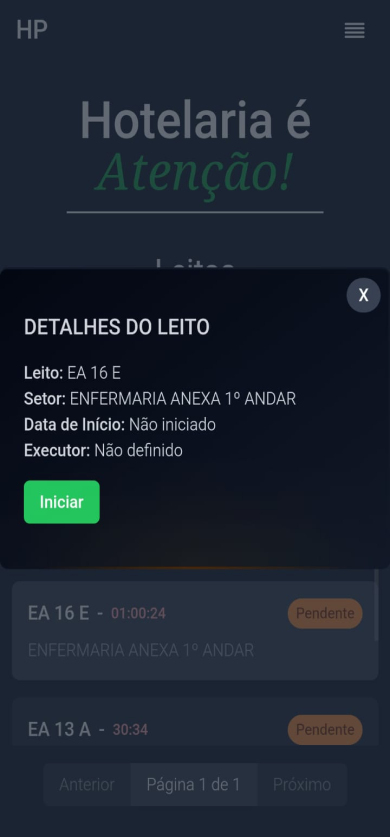 HP
Hotelaria é
Atenção!
Leitos
X
DETALHES DO LEITO
Leito: EA 16 E
Setor: ENFERMARIA ANEXA 1º ANDAR
Data de Início: Não iniciado
Executor: Não definido
Iniciar
EA 16 E - 01:00:24 Pendente
ENFERMARIA ANEXA 1º ANDAR
EA 13 A - 30:34 Pendente
Anterior Página 1 de 1 Próximo